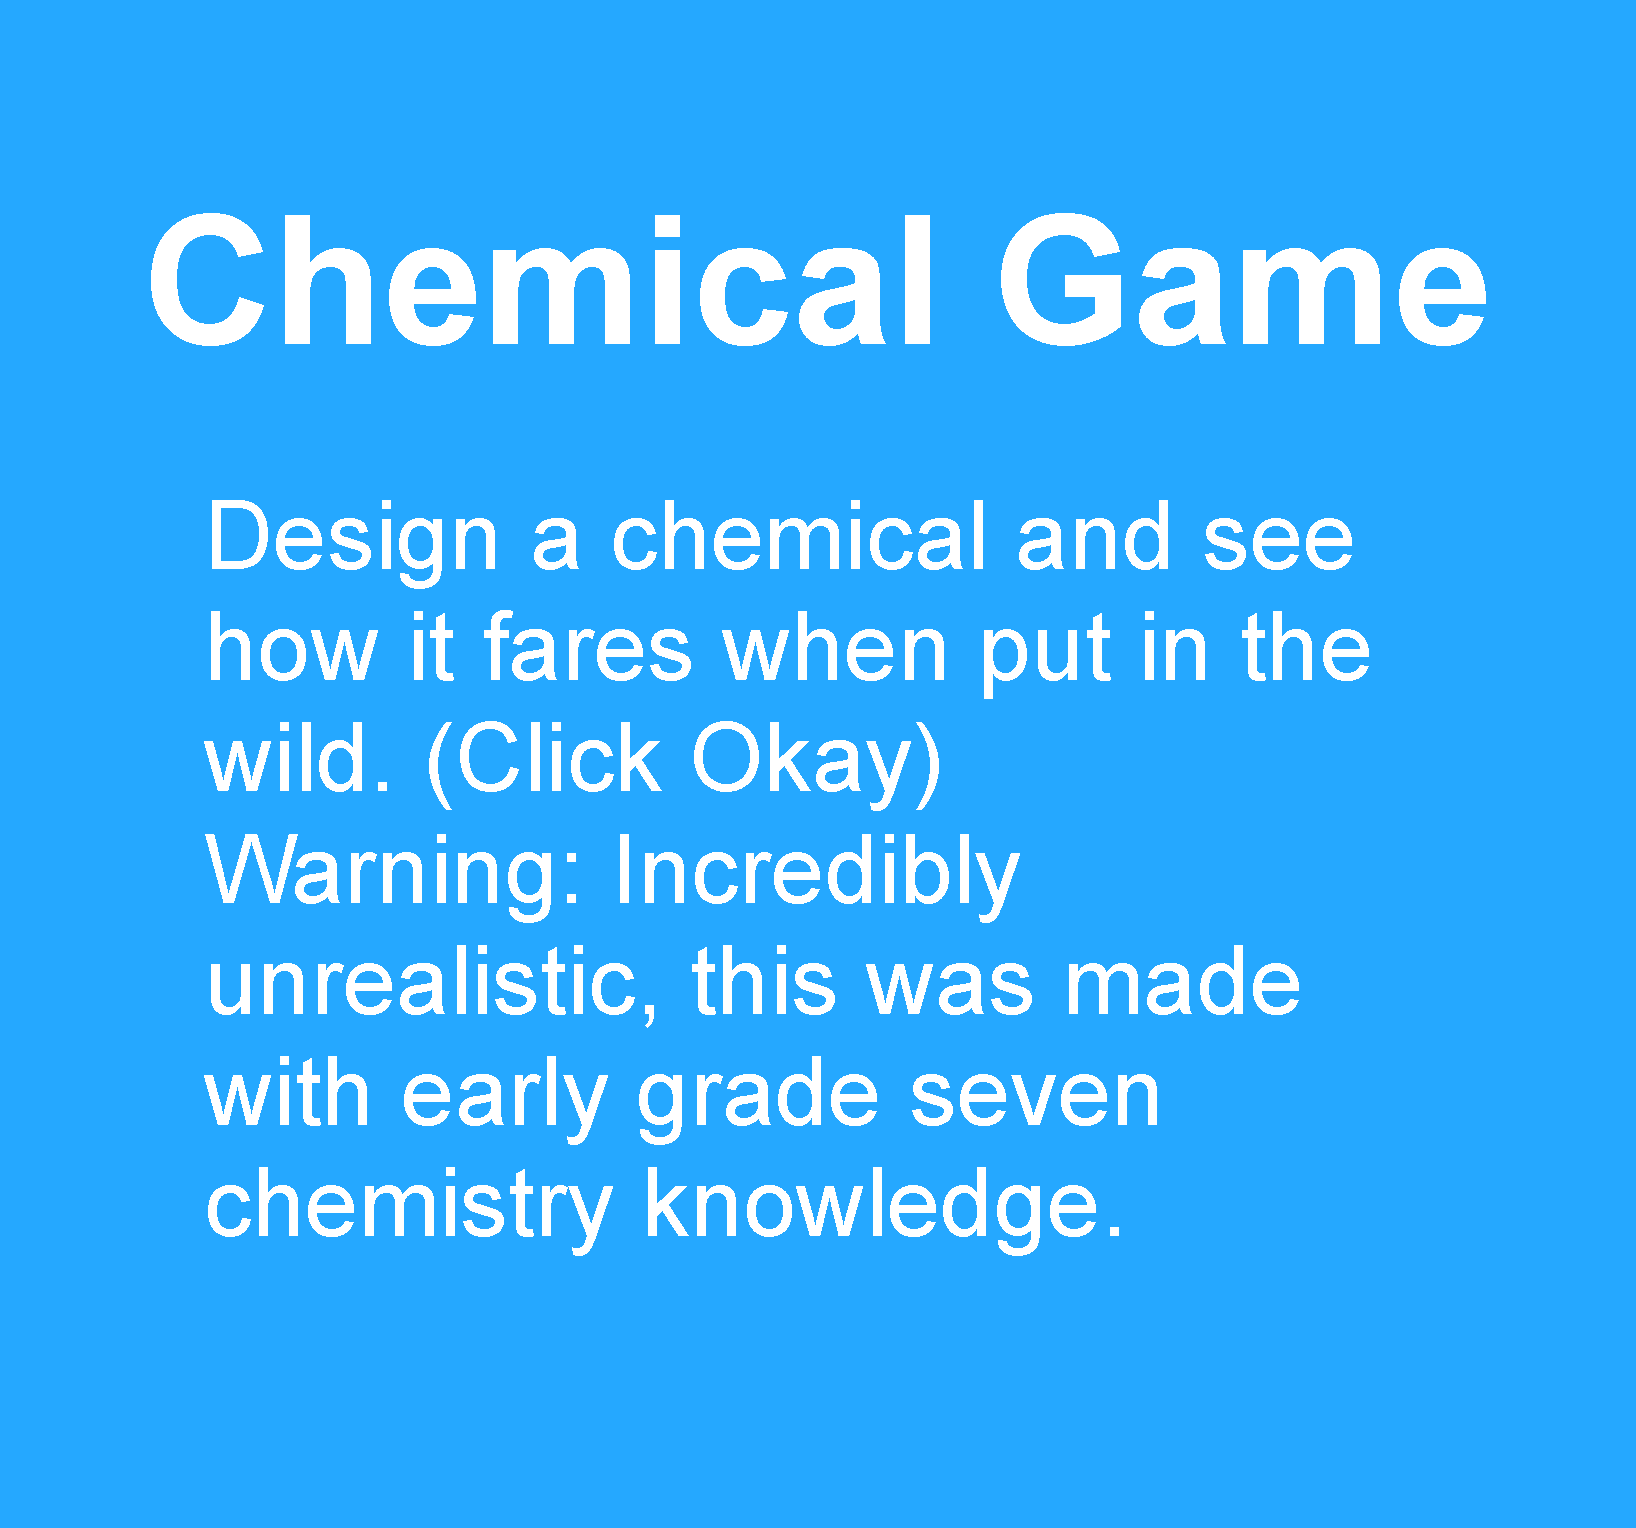 Chemical Game
Design a chemical and see
how it fares when put in the
wild. (Click Okay)
Warning: Incredibly
unrealistic, this was made
with early grade seven
chemistry knowledge.